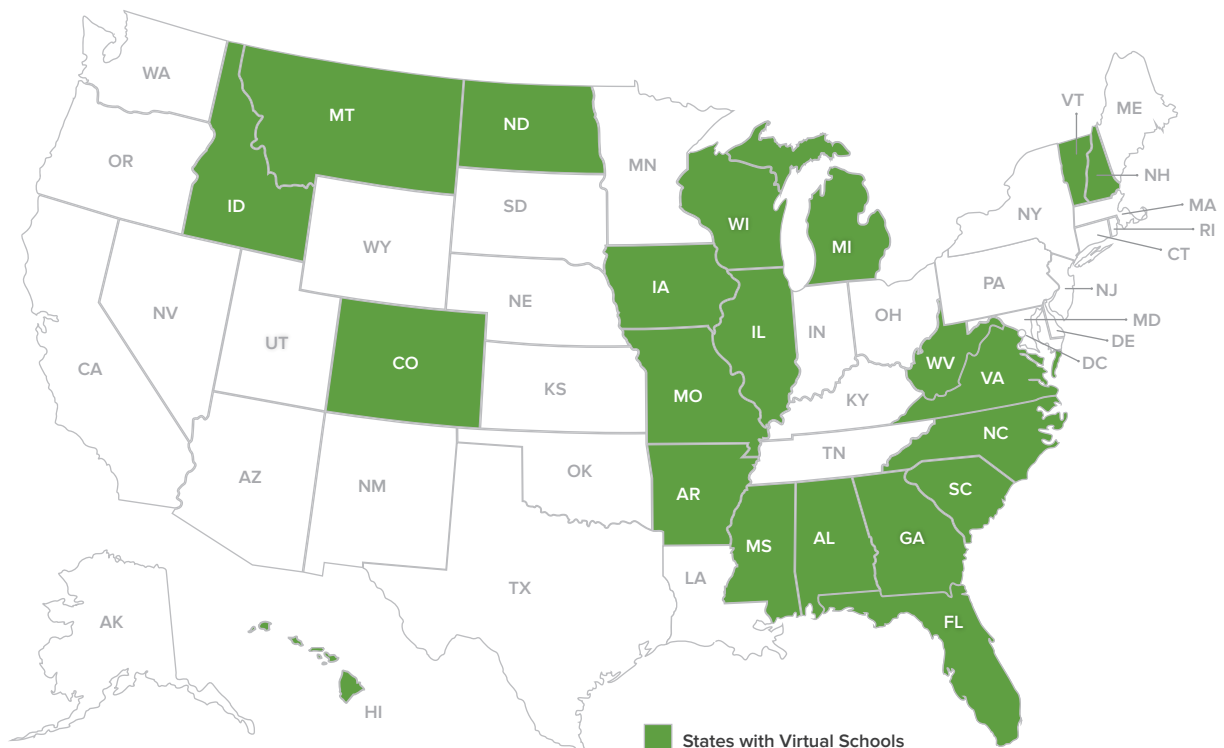 WA
MT
ND
VT
ME
OR
MN
ID
NH
SD
WI
NY
MA
WY
MI
RI
CT
IA
PA
NE
NJ
NV
IL
IN
OH
MD
UT
DE
CO
WV
DC
CA
VA
KS
MO
KY
NC
TN
OK
AZ
NM
AR
SC
MS
AL
GA
LA
TX
AK
FL
HI
States with Virtual Schools